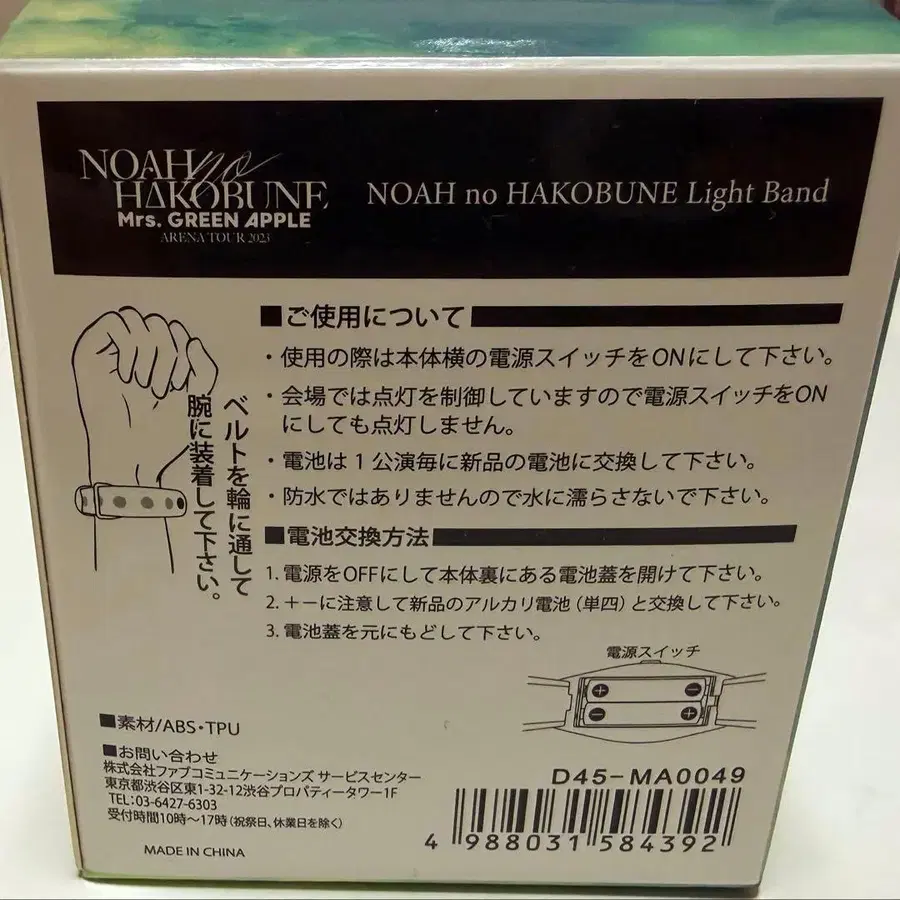 NOAH no
HAKOBUNE
Mrs. GREEN APPLE
ARENA TOUR 2023
NOAH no HAKOBUNE Light Band
■ご使用について
・使用の際は本体横の電源スイッチをONにして下さい。
・会場では点灯を制御していますので電源スイッチをON
にしても点灯しません。
・電池は1公演毎に新品の電池に交換して下さい。
・防水ではありませんので水に濡らさないで下さい。
ベルトを輪に通して
腕に装着して下さい。
■電池交換方法
1. 電源をOFFにして本体裏にある電池蓋を開けて下さい。
2. +-に注意して新品のアルカリ電池(単四)と交換して下さい。
3. 電池蓋を元にもどして下さい。
電源スイッチ
+ -
- +
■素材/ABS・TPU
■お問い合わせ
株式会社ファブコミュニケーションズ サービスセンター
東京都渋谷区東1-32-12渋谷プロパティータワー1F
TEL:03-6427-6303
受付時間10時~17時(祝祭日、休業日を除く)
MADE IN CHINA
D45-MA0049
4 988031 584392